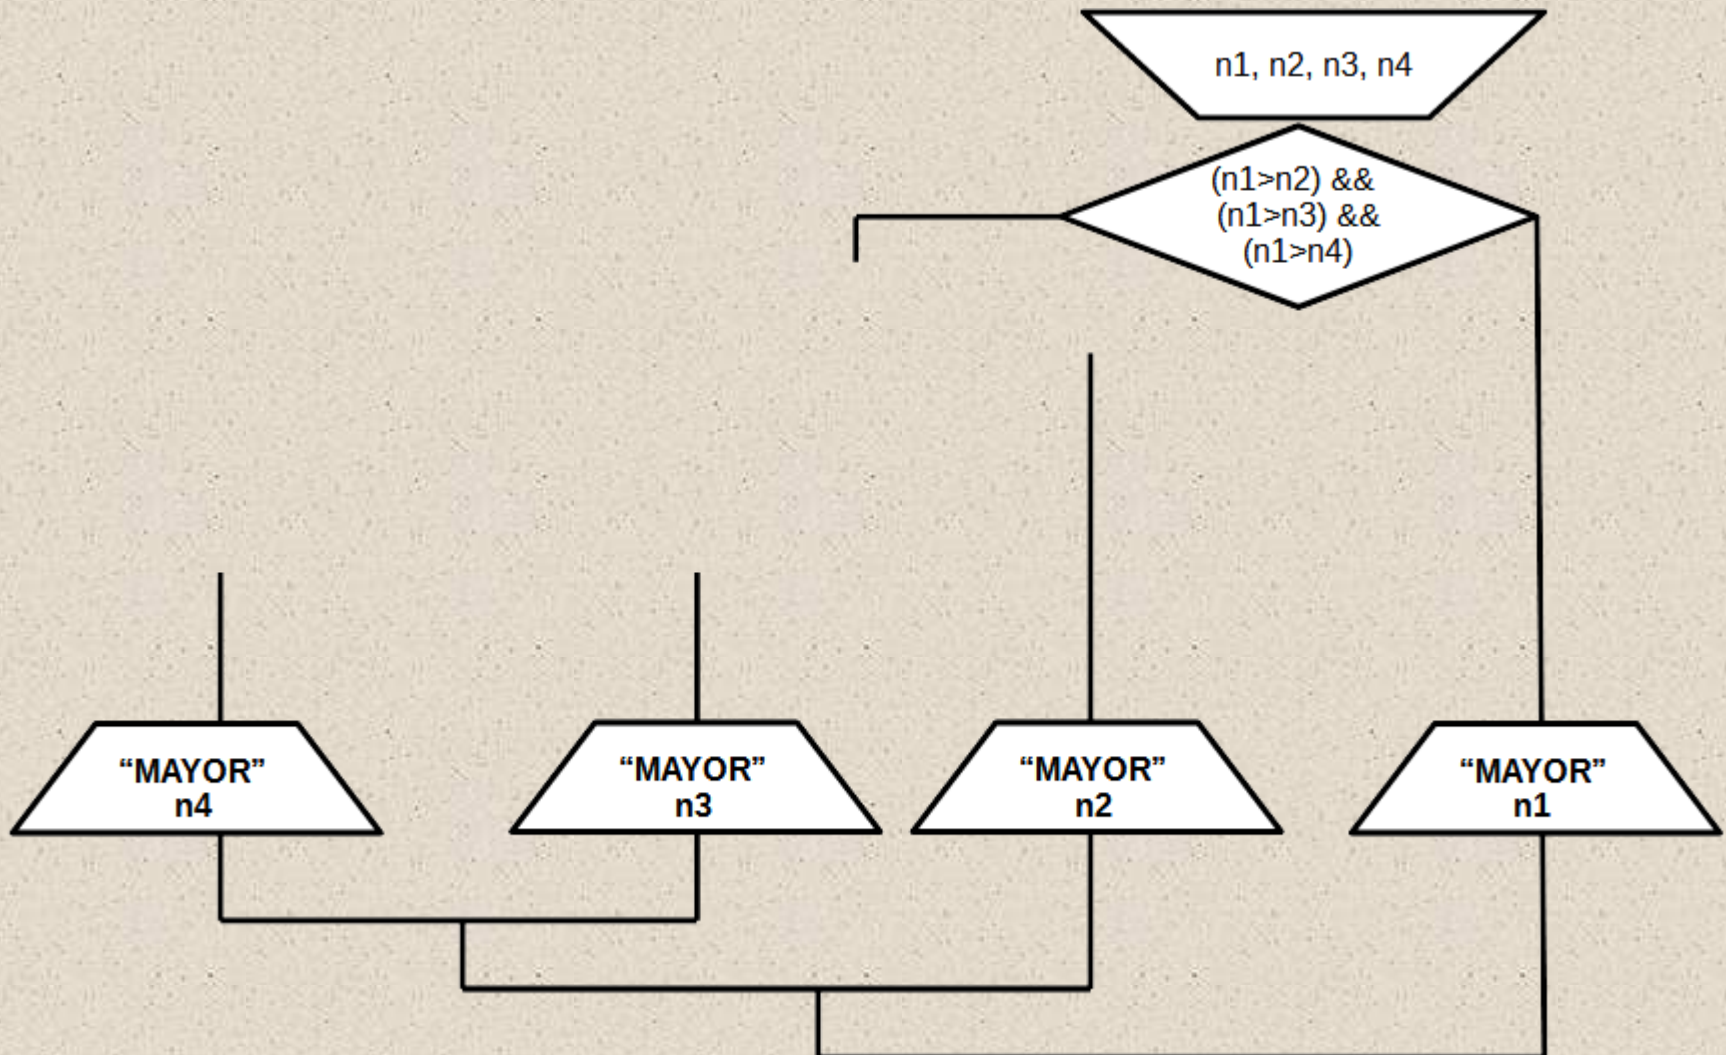 n1, n2, n3, n4
(n1>n2) &&
(n1>n3) &&
(n1>n4)
“MAYOR”
n4
“MAYOR”
n3
“MAYOR”
n2
“MAYOR”
n1